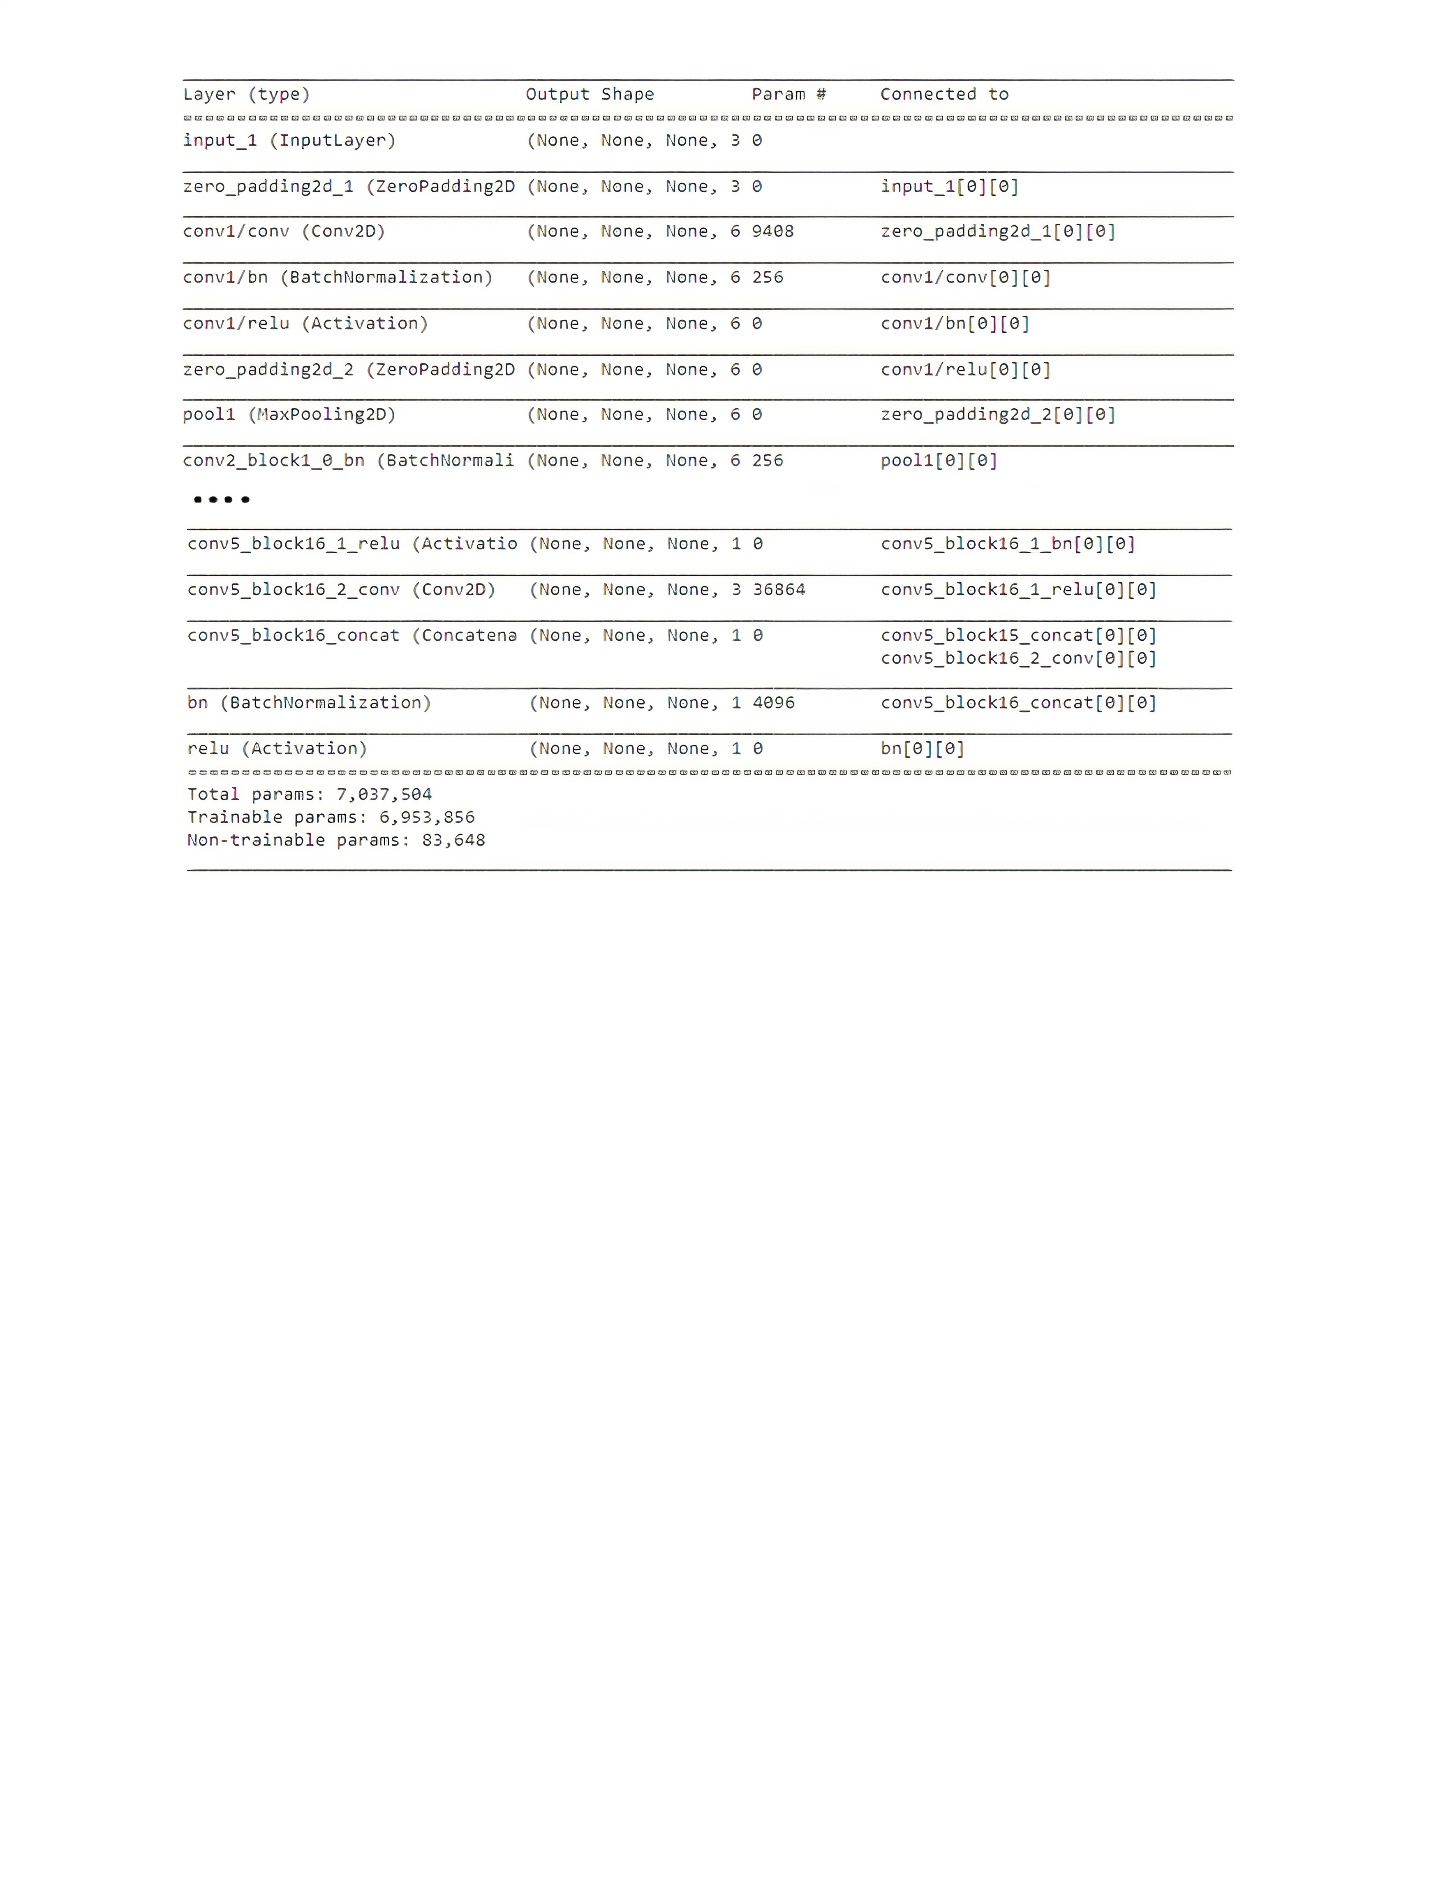 Layer (type) Output Shape Param # Connected to
input_1 (InputLayer) (None, None, None, 3 0
zero_padding2d_1 (ZeroPadding2D (None, None, None, 3 0 input_1[0][0]
conv1/conv (Conv2D) (None, None, None, 6 9408 zero_padding2d_1[0][0]
conv1/bn (BatchNormalization) (None, None, None, 6 256 conv1/conv[0][0]
conv1/relu (Activation) (None, None, None, 6 0 conv1/bn[0][0]
zero_padding2d_2 (ZeroPadding2D (None, None, None, 6 0 conv1/relu[0][0]
pool1 (MaxPooling2D) (None, None, None, 6 0 zero_padding2d_2[0][0]
conv2_block1_0_bn (BatchNormali (None, None, None, 6 256 pool1[0][0]
....
conv5_block16_1_relu (Activatio (None, None, None, 1 0 conv5_block16_1_bn[0][0]
conv5_block16_2_conv (Conv2D) (None, None, None, 3 36864 conv5_block16_1_relu[0][0]
conv5_block16_concat (Concatena (None, None, None, 1 0 conv5_block15_concat[0][0]
conv5_block16_2_conv[0][0]
bn (BatchNormalization) (None, None, None, 1 4096 conv5_block16_concat[0][0]
relu (Activation) (None, None, None, 1 0 bn[0][0]
Total params: 7,037,504
Trainable params: 6,953,856
Non-trainable params: 83,648